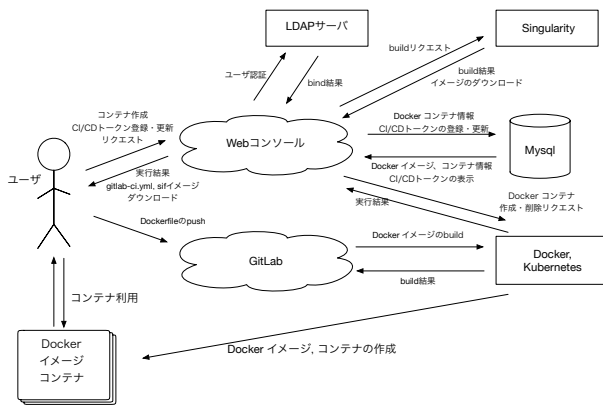 LDAPサーバ
Singularity
buildリクエスト
ユーザ認証
bind結果
build結果
イメージのダウンロード
コンテナ作成
CI/CDトークン登録・更新
リクエスト
Webコンソール
Docker コンテナ情報
CI/CDトークンの登録・更新
Mysql
Docker イメージ、コンテナ情報
CI/CDトークンの表示
ユーザ
実行結果
gitlab-ci.yml, sifイメージ
ダウンロード
Docker コンテナ
作成・削除リクエスト
実行結果
Dockerfileのpush
GitLab
Docker イメージのbuild
build結果
Docker,
Kubernetes
コンテナ利用
Docker
イメージ
コンテナ
Docker イメージ, コンテナの作成